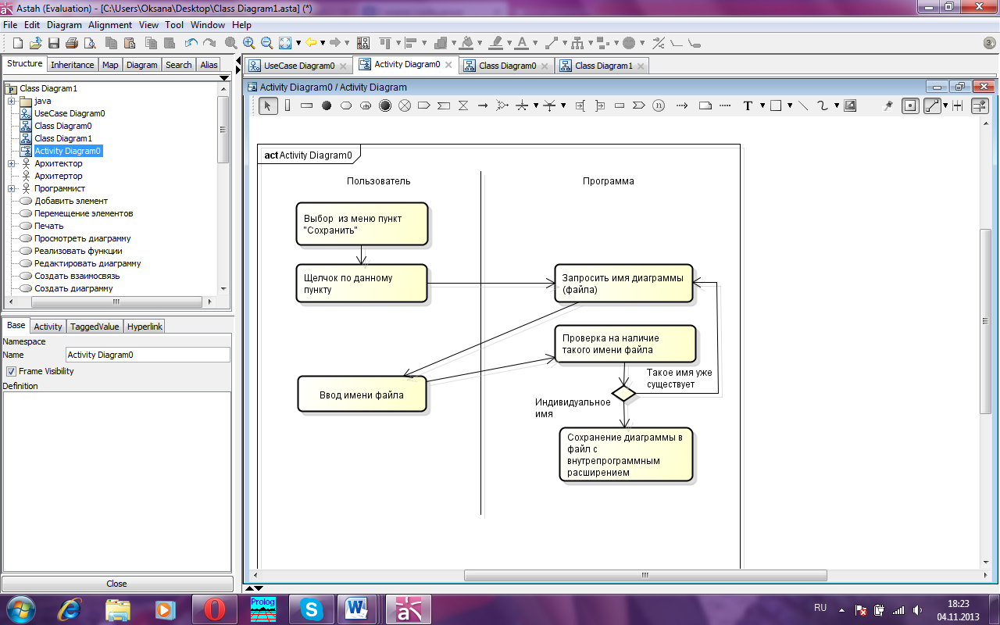 Astah (Evaluation) - [C:\Users\Oksana\Desktop\Class Diagram1.asta] (*)
File Edit Diagram Alignment View Tool Window Help
3
Structure Inheritance Map Diagram Search Alias
Class Diagram1
java
UseCase Diagram0
Class Diagram0
Class Diagram1
Activity Diagram0
Архитектор
Архитертор
Программист
Добавить элемент
Перемещение элементов
Печать
Просмотреть диаграмму
Реализовать функции
Редактировать диаграмму
Создать взаимосвязь
Создать диаграмму
Base Activity TaggedValue Hyperlink
Namespace
Name Activity Diagram0
Frame Visibility
Definition
Close
UseCase Diagram0 Activity Diagram0 Class Diagram0 Class Diagram1
Activity Diagram0 / Activity Diagram
n T
act Activity Diagram0
Пользователь Программа
Выбор из меню пункт
"Сохранить"
Щелчок по данному
пункту
Запросить имя диаграммы
(файла)
Проверка на наличие
такого имени файла
Такое имя уже
существует
Ввод имени файла
Индивидуальное
имя
Сохранение диаграммы в
файл с
внутрепрограммным
расширением
Prolog
RU
18:23
04.11.2013